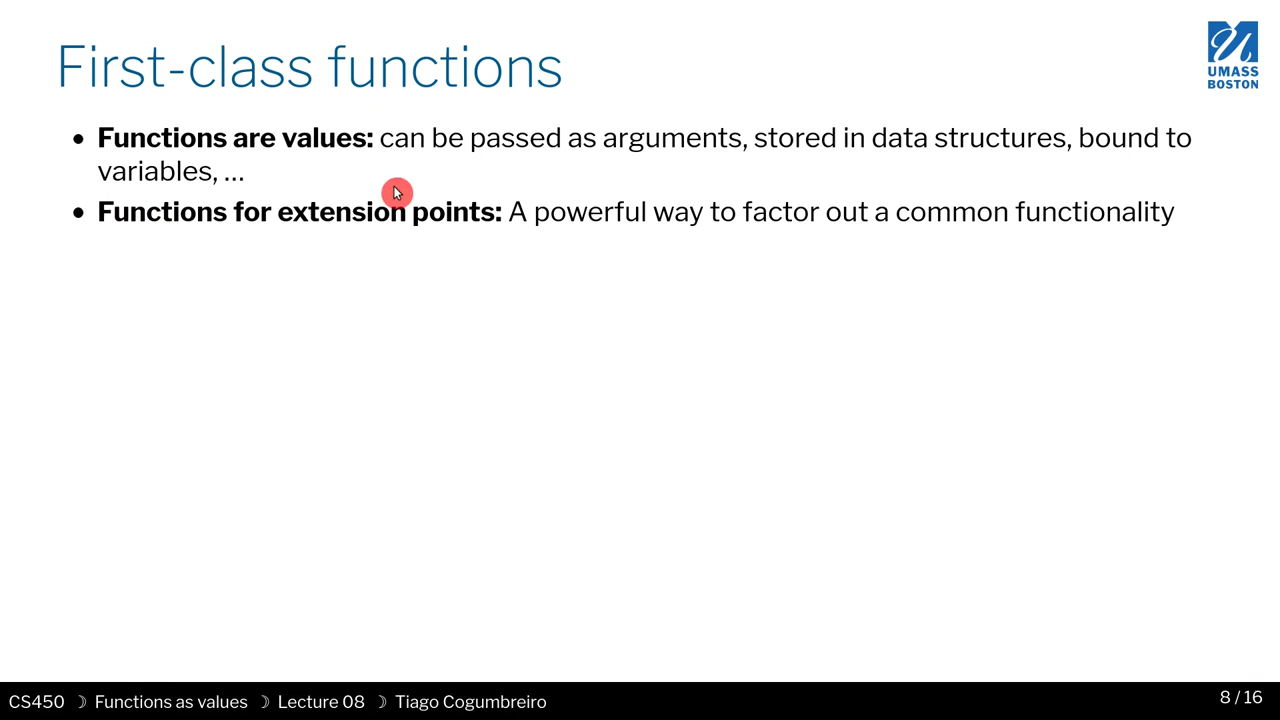 First-class functions
UMASS
BOSTON
• Functions are values: can be passed as arguments, stored in data structures, bound to
variables, ...
• Functions for extension points: A powerful way to factor out a common functionality
CS450 ☽ Functions as values ☽ Lecture 08 ☽ Tiago Cogumbreiro
8 / 16